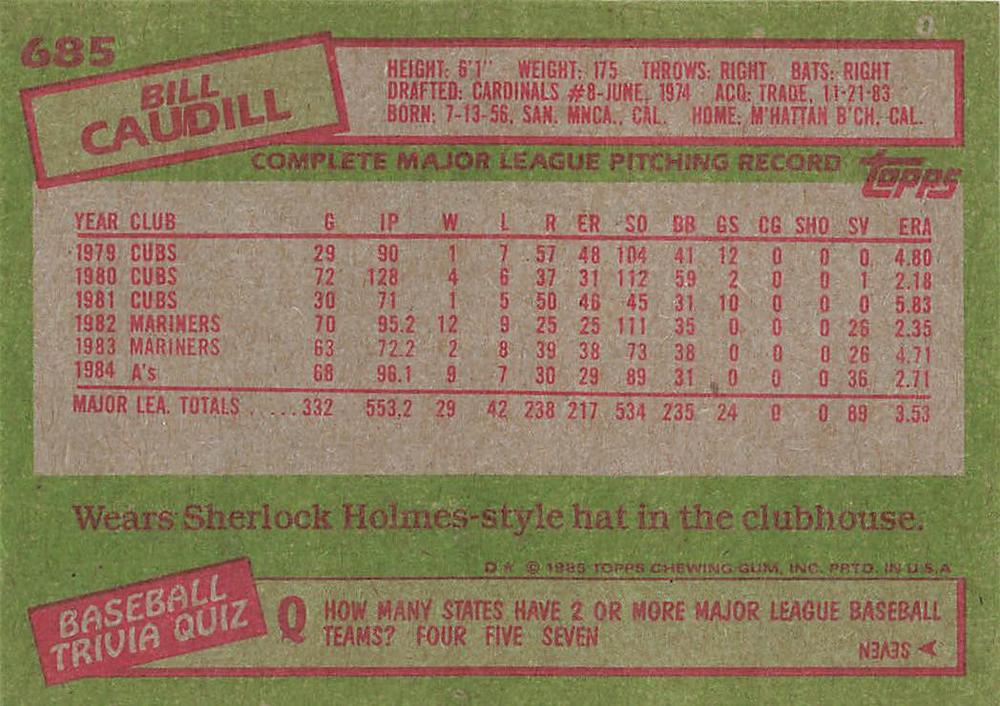 685
BILL
CAUDILL
HEIGHT: 6'1" WEIGHT: 175 THROWS: RIGHT BATS: RIGHT
DRAFTED: CARDINALS #8-JUNE, 1974 ACQ: TRADE, 11-21-83
BORN: 7-13-56, SAN. MNCA., CAL. HOME: M'HATTAN B'CH, CAL.
COMPLETE MAJOR LEAGUE PITCHING RECORD
TOPPS
YEAR CLUB G IP W L R ER SO BB GS CG SHO SV ERA
1979 CUBS 29 90 1 7 57 48 104 41 12 0 0 0 4.80
1980 CUBS 72 128 4 6 37 31 112 59 2 0 0 1 2.18
1981 CUBS 30 71 1 5 50 46 45 31 10 0 0 0 5.83
1982 MARINERS 70 95.2 12 9 25 25 111 35 0 0 0 26 2.35
1983 MARINERS 63 72.2 2 8 39 38 73 38 0 0 0 26 4.71
1984 A's 68 96.1 9 7 30 29 89 31 0 0 0 36 2.71
MAJOR LEA. TOTALS ..... 332 553.2 29 42 238 217 534 235 24 0 0 89 3.53
Wears Sherlock Holmes-style hat in the clubhouse.
D* © 1985 TOPPS CHEWING GUM, INC. PRTD. IN U.S.A
BASEBALL
TRIVIA QUIZ
Q HOW MANY STATES HAVE 2 OR MORE MAJOR LEAGUE BASEBALL
TEAMS? FOUR FIVE SEVEN
SEVEN